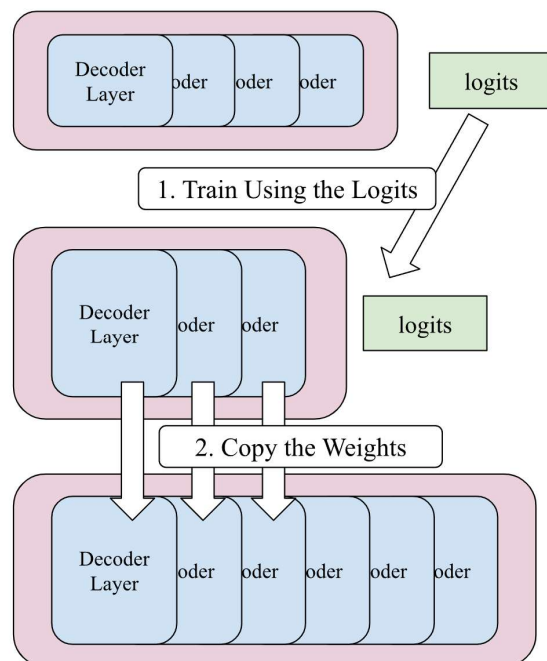 Decoder
Layer
oder
oder
oder
logits
1. Train Using the Logits
Decoder
Layer
oder
oder
logits
2. Copy the Weights
Decoder
Layer
oder
oder
oder
oder
oder